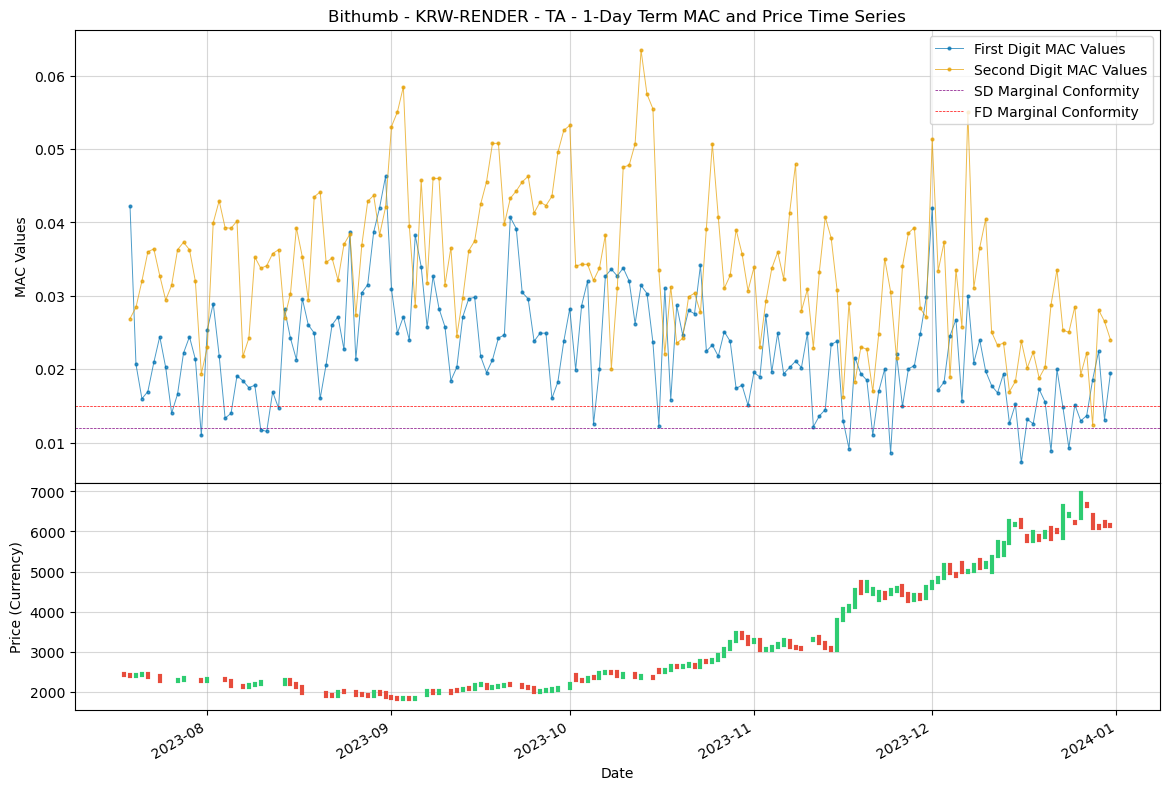 Bithumb - KRW-RENDER - TA - 1-Day Term MAC and Price Time Series
First Digit MAC Values
Second Digit MAC Values
SD Marginal Conformity
FD Marginal Conformity
MAC Values
0.06
0.05
0.04
0.03
0.02
0.01
Price (Currency)
7000
6000
5000
4000
3000
2000
2023-08
2023-09
2023-10
2023-11
2023-12
2024-01
Date